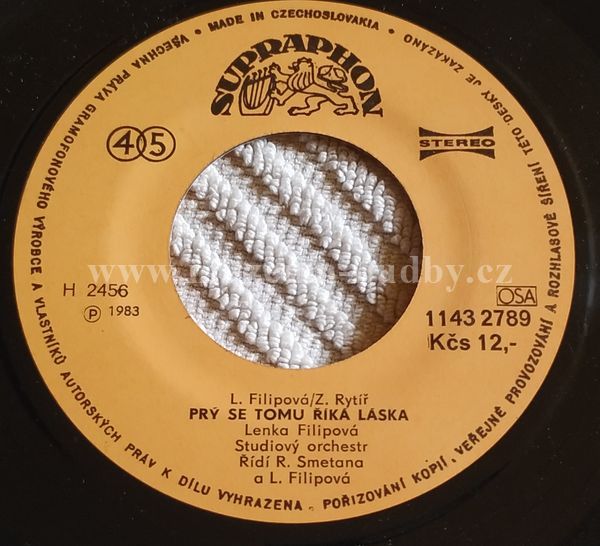 VŠECHNA PRÁVA GRAMOFONOVÉHO VÝROBCE A VLASTNÍKŮ AUTORSKÝCH PRÁV K DÍLU VYHRAZENA. POŘIZOVÁNÍ KOPIÍ, VEŘEJNÉ PROVOZOVÁNÍ A ROZHLASOVÉ ŠÍŘENÍ TÉTO DESKY JE ZAKÁZÁNO • MADE IN CZECHOSLOVAKIA •
SUPRAPHON
45
STEREO
H 2456
P 1983
OSA
1143 2789
Kčs 12,-
L. Filipová/Z. Rytíř
PRÝ SE TOMU ŘÍKÁ LÁSKA
Lenka Filipová
Studiový orchestr
Řídí R. Smetana
a L. Filipová